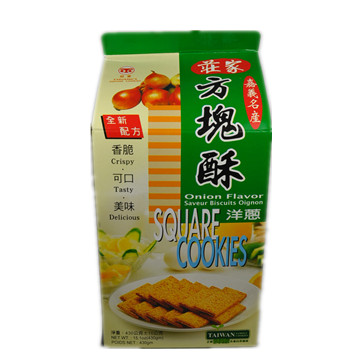 莊家
嘉義名產
方塊酥
全新
配方
香脆
Crispy
可口
Tasty
美味
Delicious
Onion Flavor
Saveur Biscuits Oignon
洋蔥
SQUARE
COOKIES
TAIWAN